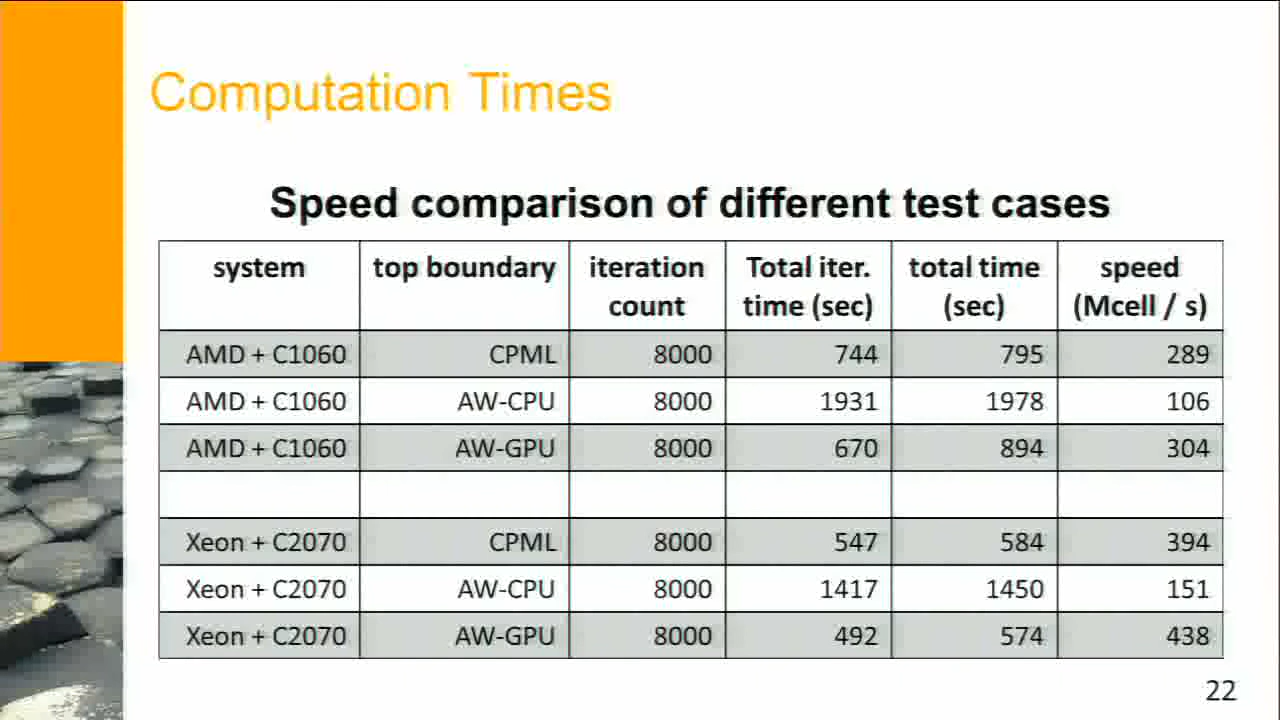 Computation Times
Speed comparison of different test cases
system top boundary iteration count Total iter. time (sec) total time (sec) speed (Mcell / s)
AMD + C1060 CPML 8000 744 795 289
AMD + C1060 AW-CPU 8000 1931 1978 106
AMD + C1060 AW-GPU 8000 670 894 304
Xeon + C2070 CPML 8000 547 584 394
Xeon + C2070 AW-CPU 8000 1417 1450 151
Xeon + C2070 AW-GPU 8000 492 574 438
22